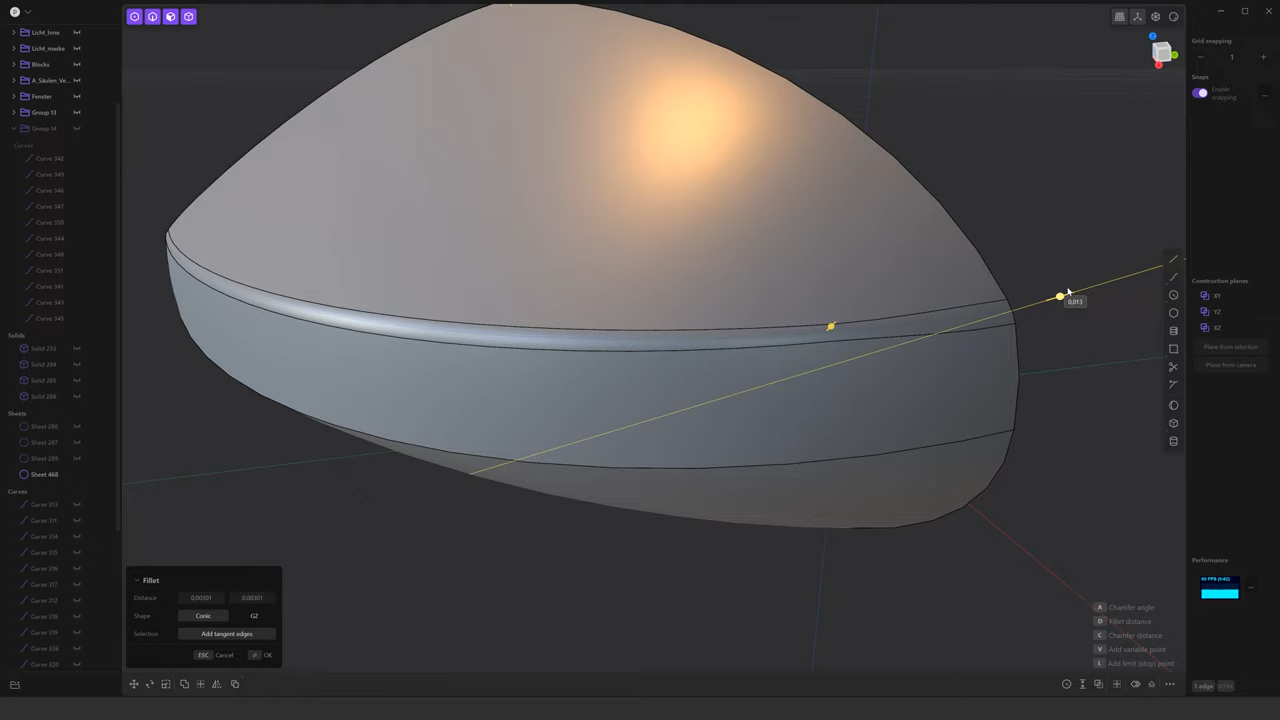 P
Licht_Inne
Licht_maske
Blocks
A_Säulen_Ve...
Fenster
Group 13
Group 14
Curves
Curve 342
Curve 349
Curve 346
Curve 347
Curve 350
Curve 344
Curve 348
Curve 351
Curve 341
Curve 343
Curve 345
Solids
Solid 233
Solid 284
Solid 285
Solid 288
Sheets
Sheet 286
Sheet 287
Sheet 289
Sheet 468
Curves
Curve 313
Curve 311
Curve 314
Curve 315
Curve 316
Curve 317
Curve 312
Curve 318
Curve 319
Curve 326
Curve 320
0,013
Fillet
Distance 0,00301 0,00301
Shape Conic G2
Selection Add tangent edges
ESC Cancel OK
A Chamfer angle
D Fillet distance
C Chamfer distance
V Add variable point
L Add limit (stop) point
Grid snapping
1
Snaps
Enable snapping
Construction planes
XY
YZ
XZ
Plane from selection
Plane from camera
Performance
1 edge